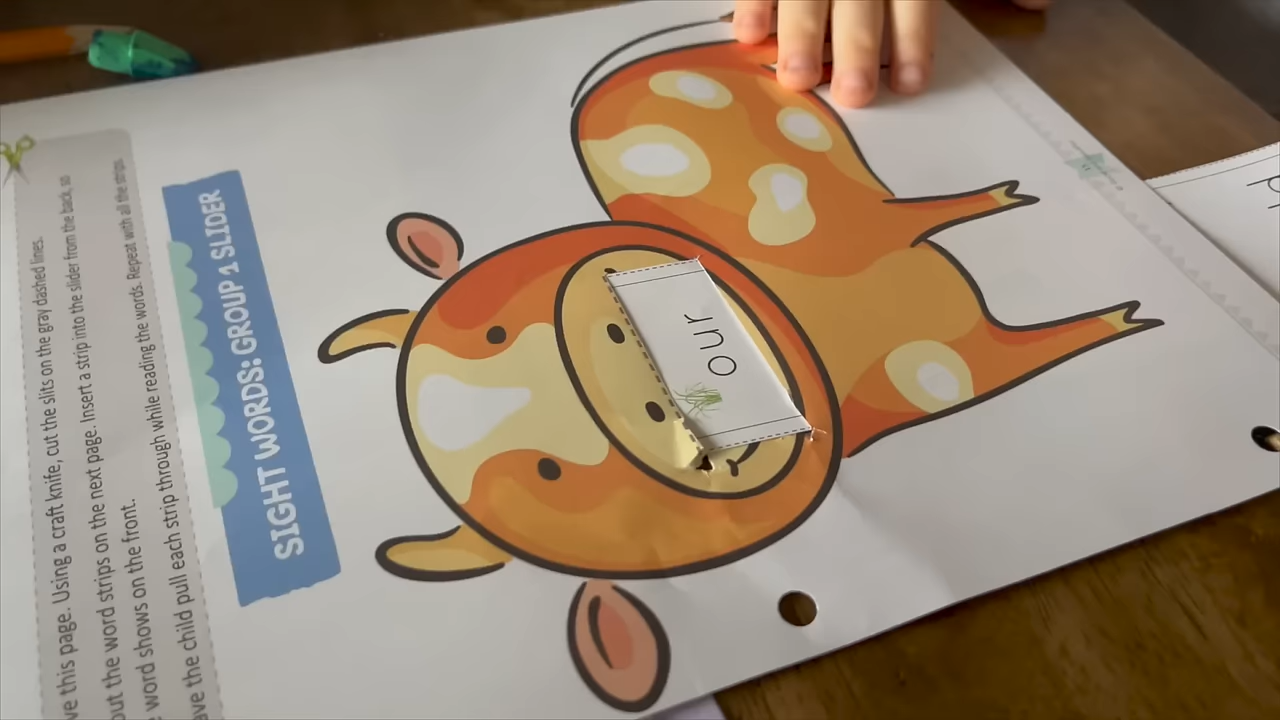 ve this page. Using a craft knife, cut the slits on the gray dashed lines.
out the word strips on the next page. Insert a strip into the slider from the back, so
word shows on the front.
ave the child pull each strip through while reading the words. Repeat with all the strips.
SIGHT WORDS: GROUP 1 SLIDER
our